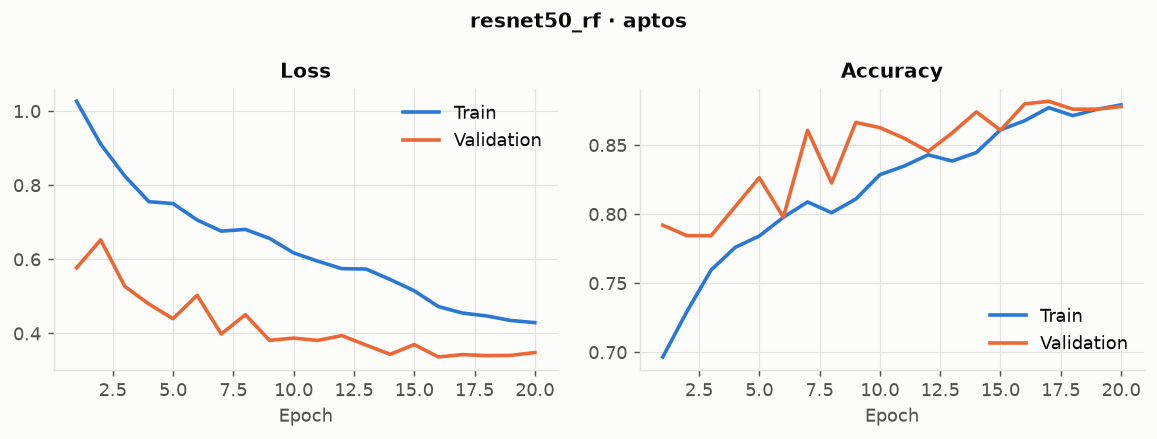 resnet50_rf · aptos
Loss
Train
Validation
1.0
0.8
0.6
0.4
2.5 5.0 7.5 10.0 12.5 15.0 17.5 20.0
Epoch
Accuracy
0.85
0.80
0.75
0.70
Train
Validation
2.5 5.0 7.5 10.0 12.5 15.0 17.5 20.0
Epoch